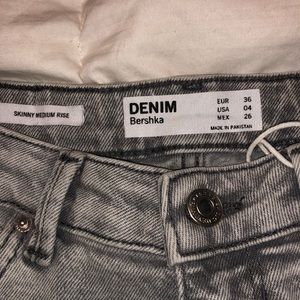 SKINNY MEDIUM RISE
DENIM
Bershka
EUR 36
USA 04
MEX 26
MADE IN PAKISTAN